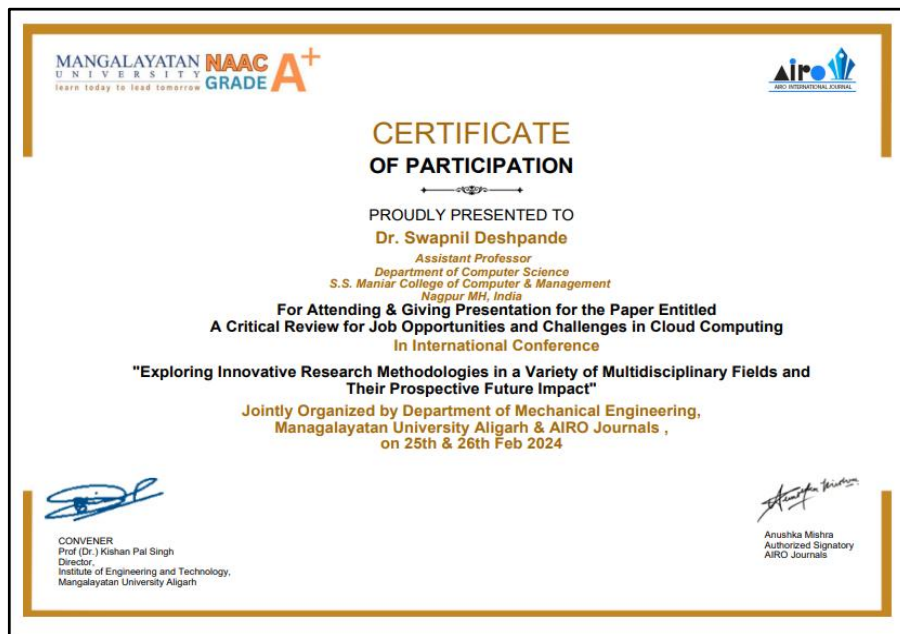 MANGALAYATAN
UNIVERSITY
learn today to lead tomorrow
NAAC
GRADE A+
AIRO
AIRO INTERNATIONAL JOURNAL
CERTIFICATE
OF PARTICIPATION
PROUDLY PRESENTED TO
Dr. Swapnil Deshpande
Assistant Professor
Department of Computer Science
S.S. Maniar College of Computer & Management
Nagpur MH, India
For Attending & Giving Presentation for the Paper Entitled
A Critical Review for Job Opportunities and Challenges in Cloud Computing
In International Conference
"Exploring Innovative Research Methodologies in a Variety of Multidisciplinary Fields and
Their Prospective Future Impact"
Jointly Organized by Department of Mechanical Engineering,
Managalayatan University Aligarh & AIRO Journals ,
on 25th & 26th Feb 2024
CONVENER
Prof (Dr.) Kishan Pal Singh
Director,
Institute of Engineering and Technology,
Mangalayatan University Aligarh
Anushka Mishra
Anushka Mishra
Authorized Signatory
AIRO Journals